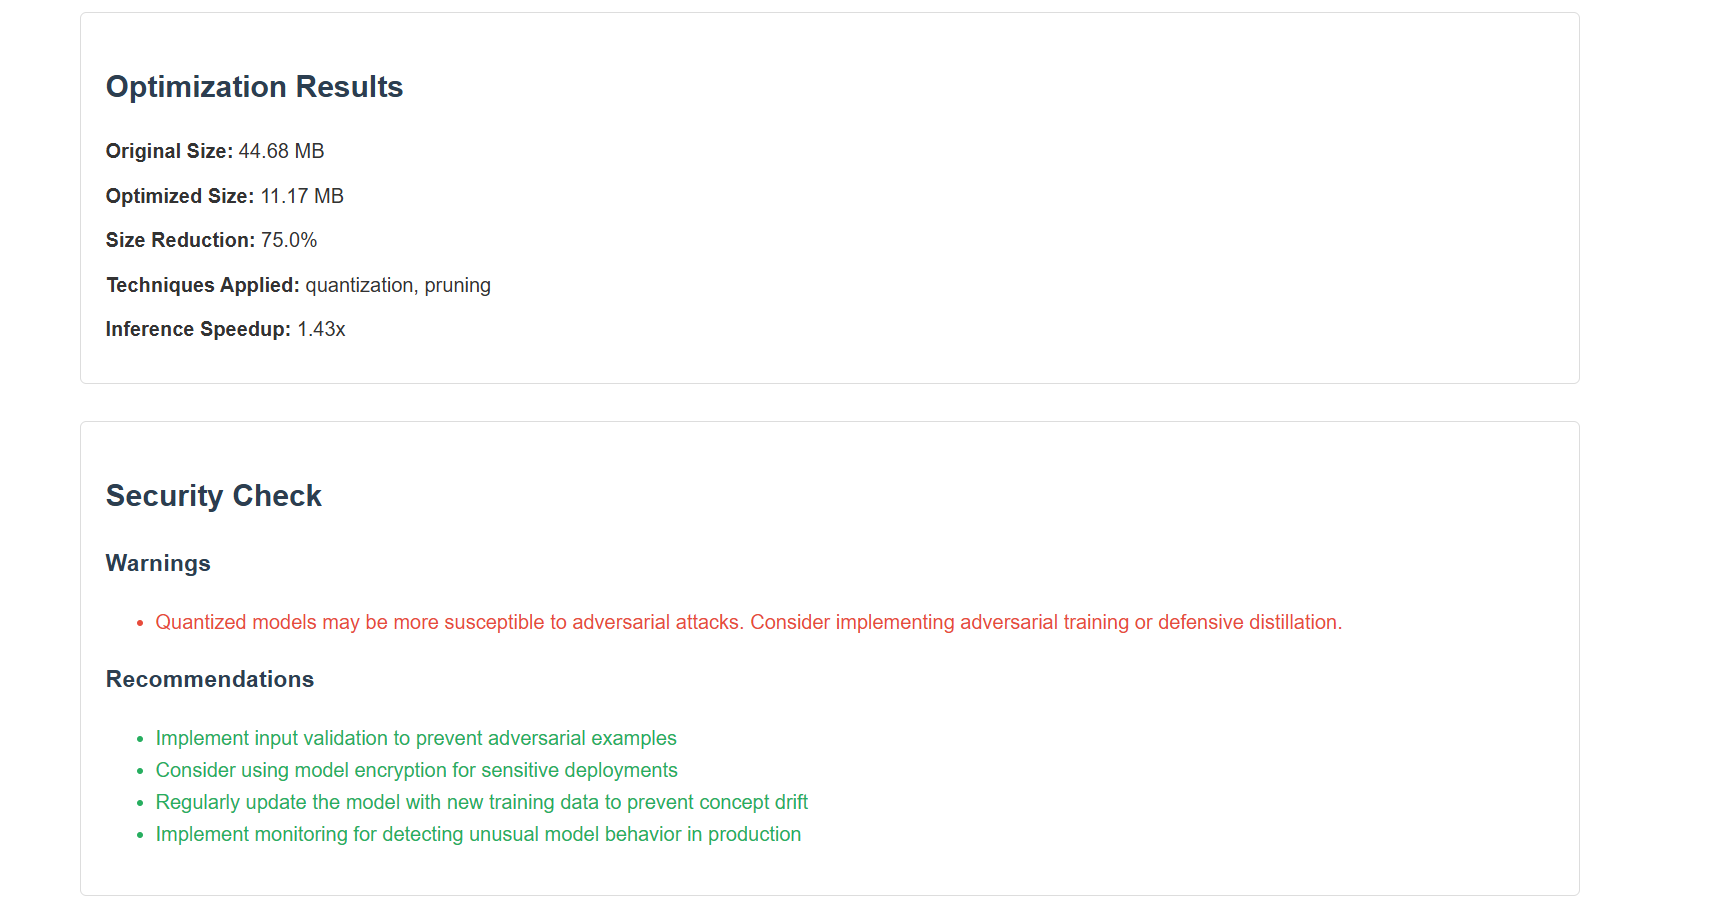 Optimization Results
Original Size: 44.68 MB
Optimized Size: 11.17 MB
Size Reduction: 75.0%
Techniques Applied: quantization, pruning
Inference Speedup: 1.43x
Security Check
Warnings
• Quantized models may be more susceptible to adversarial attacks. Consider implementing adversarial training or defensive distillation.
Recommendations
• Implement input validation to prevent adversarial examples
• Consider using model encryption for sensitive deployments
• Regularly update the model with new training data to prevent concept drift
• Implement monitoring for detecting unusual model behavior in production